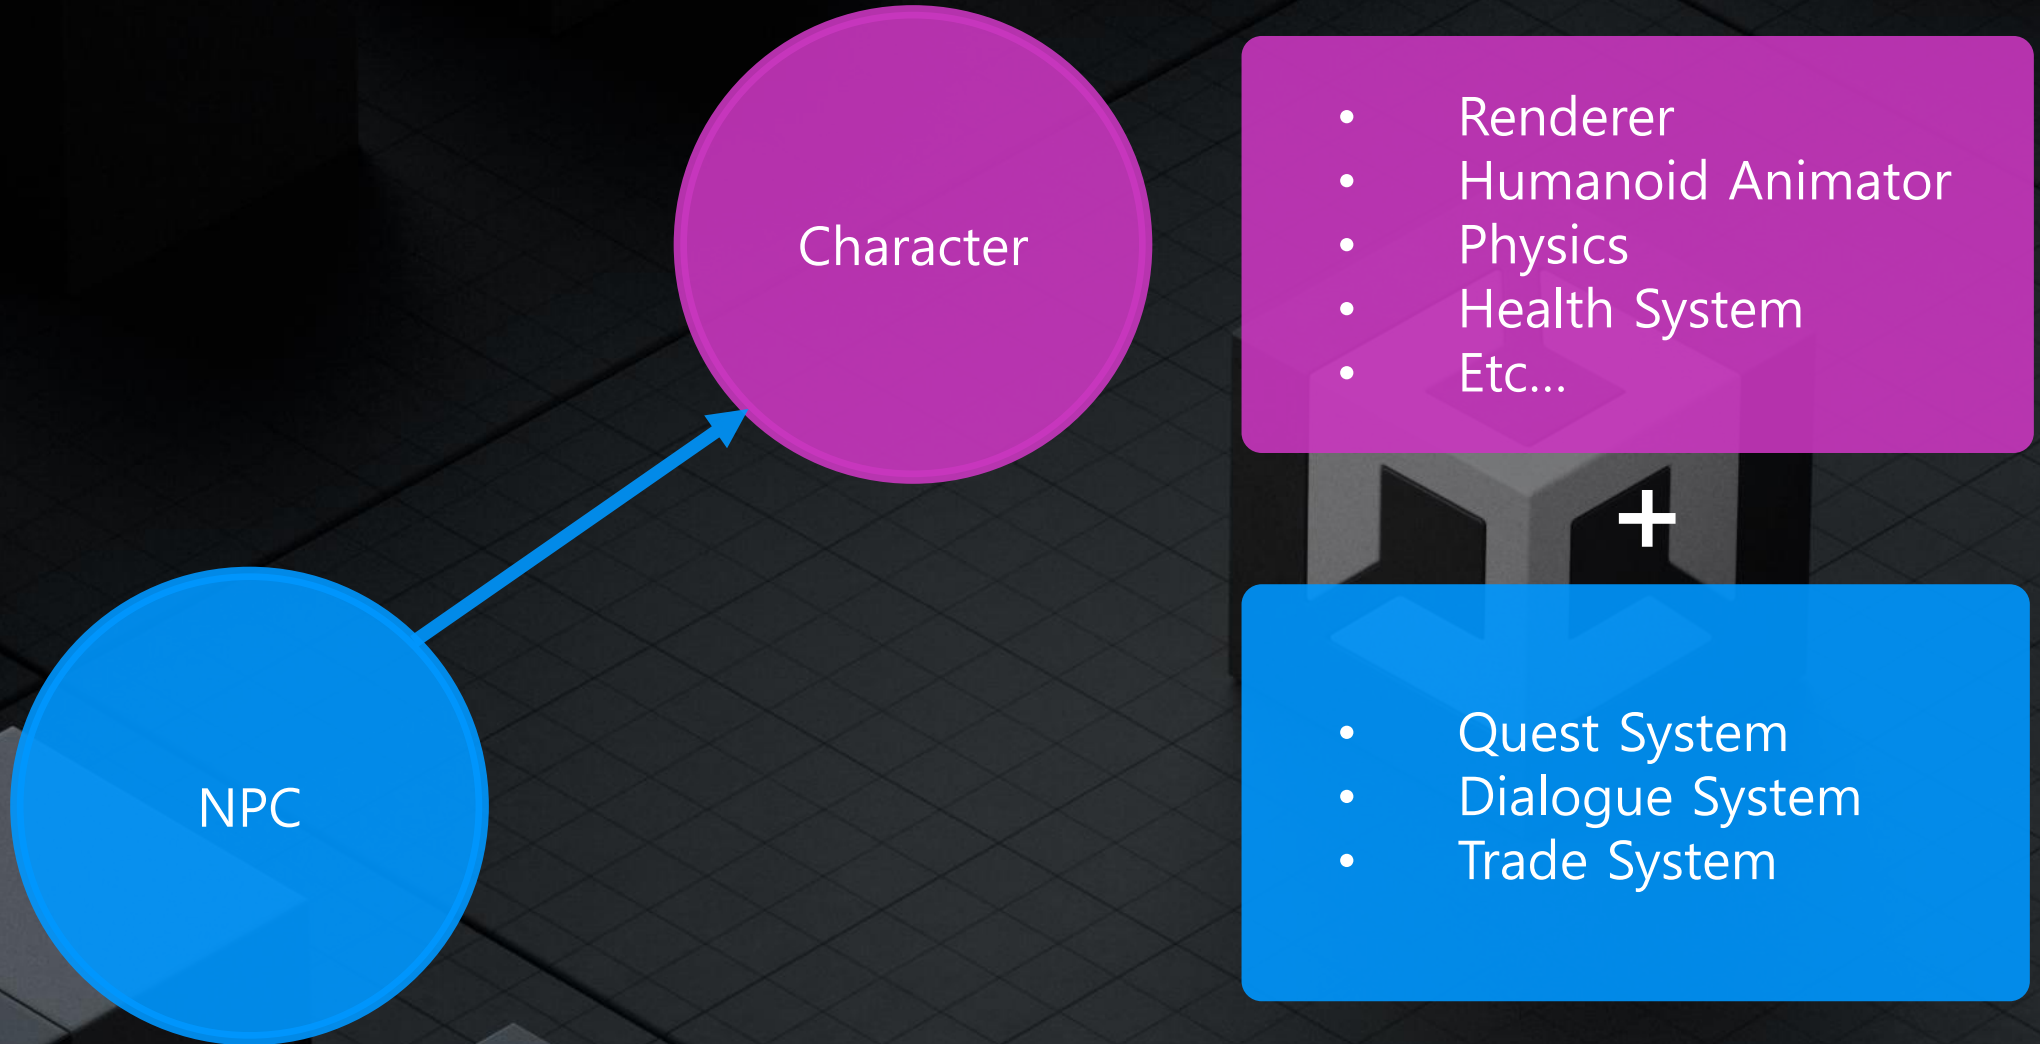 Character
NPC
• Renderer
• Humanoid Animator
• Physics
• Health System
• Etc...
+
• Quest System
• Dialogue System
• Trade System